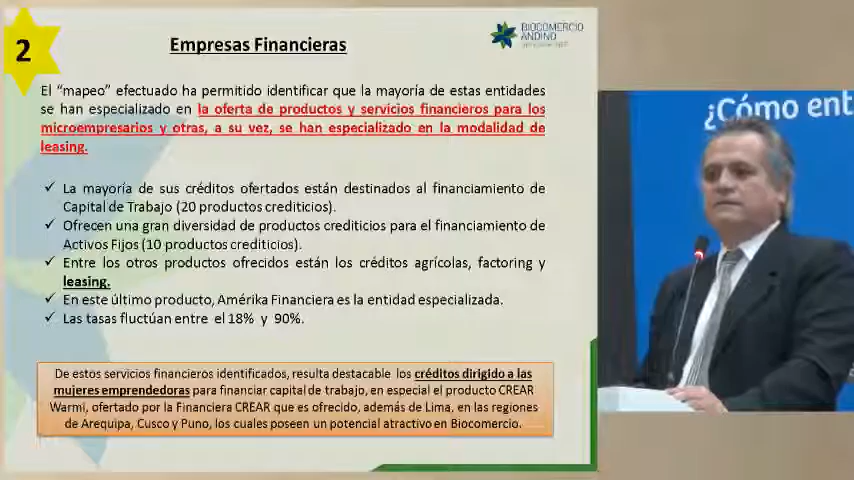 2
Empresas Financieras
BIOCOMERCIO
ANDINO
El “mapeo” efectuado ha permitido identificar que la mayoría de estas entidades
se han especializado en la oferta de productos y servicios financieros para los
microempresarios y otras, a su vez, se han especializado en la modalidad de
leasing.
✓ La mayoría de sus créditos ofertados están destinados al financiamiento de
Capital de Trabajo (20 productos crediticios).
✓ Ofrecen una gran diversidad de productos crediticios para el financiamiento de
Activos Fijos (10 productos crediticios).
✓ Entre los otros productos ofrecidos están los créditos agrícolas, factoring y
leasing.
✓ En este último producto, Amérika Financiera es la entidad especializada.
✓ Las tasas fluctúan entre el 18% y 90%.
De estos servicios financieros identificados, resulta destacable los créditos dirigido a las
mujeres emprendedoras para financiar capital de trabajo, en especial el producto CREAR
Warmi, ofertado por la Financiera CREAR que es ofrecido, además de Lima, en las regiones
de Arequipa, Cusco y Puno, los cuales poseen un potencial atractivo en Biocomercio.
¿Cómo ent